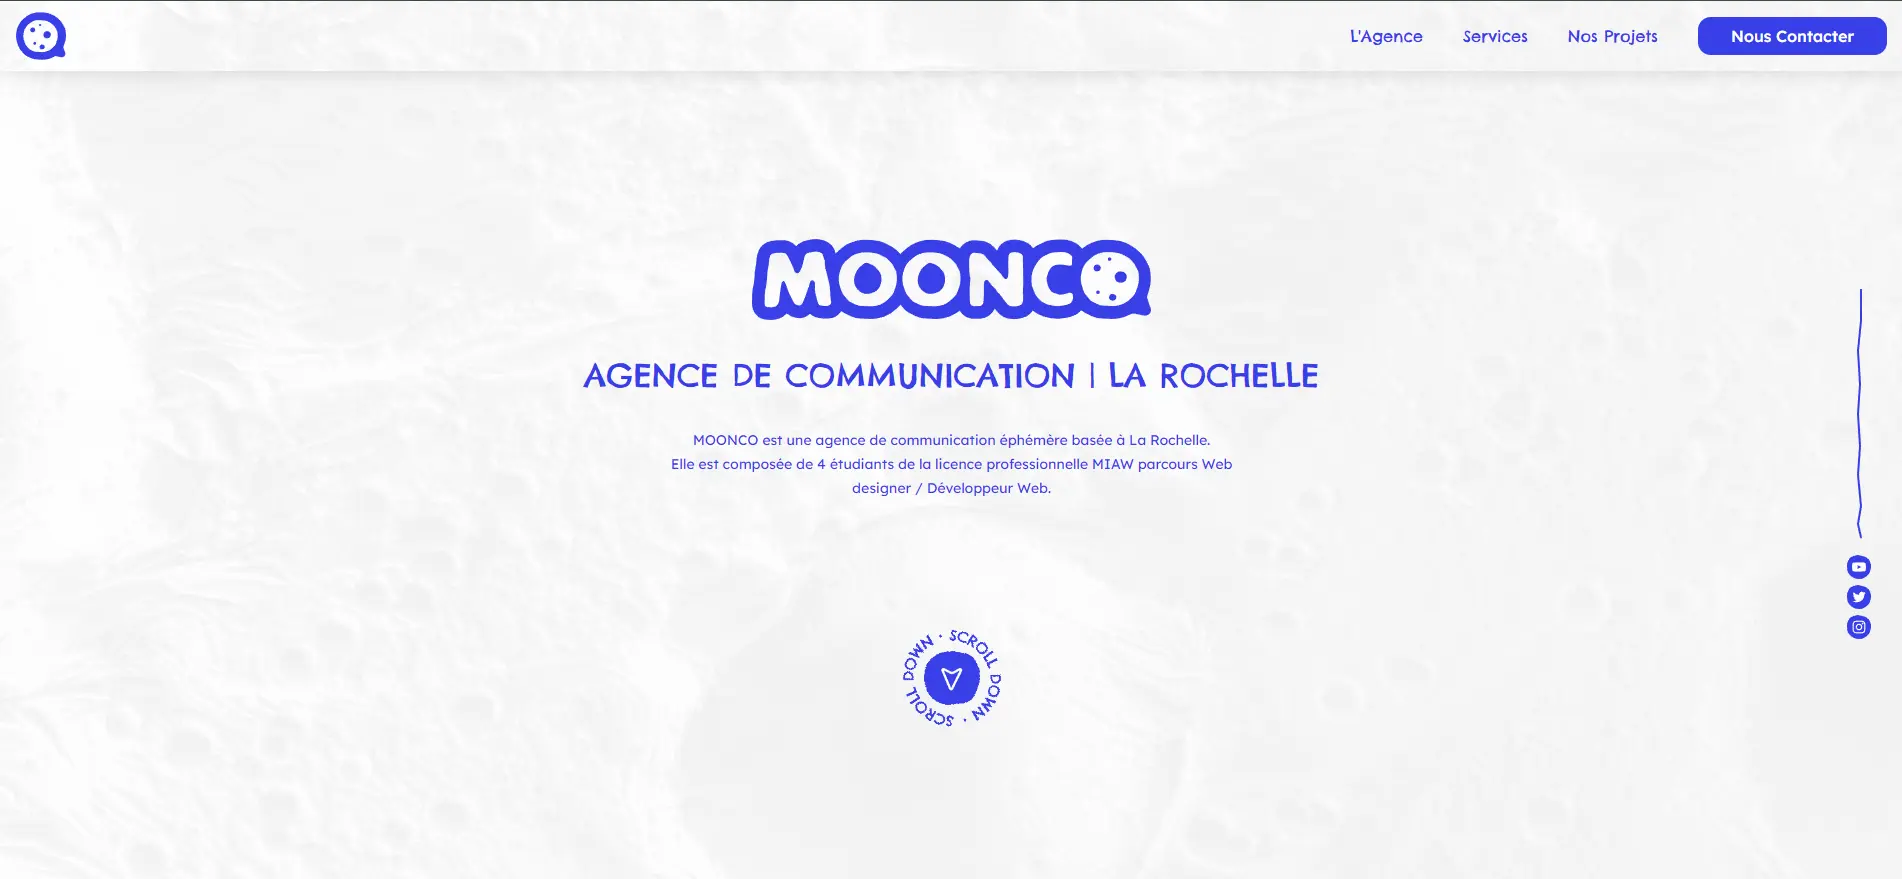 L'Agence
Services
Nos Projets
Nous Contacter
MOONCO
AGENCE DE COMMUNICATION | LA ROCHELLE
MOONCO est une agence de communication éphémère basée à La Rochelle.
Elle est composée de 4 étudiants de la licence professionnelle MIAW parcours Web
designer / Développeur Web.
SCROLL DOWN · SCROLL DOWN ·